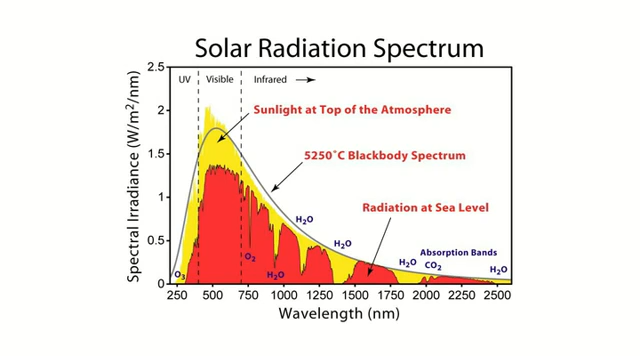 Solar Radiation Spectrum
Spectral Irradiance (W/m²/nm)
2.5
2
1.5
1
0.5
0
UV
Visible
Infrared
Sunlight at Top of the Atmosphere
5250°C Blackbody Spectrum
Radiation at Sea Level
H₂O
H₂O
Absorption Bands
H₂O
CO₂
H₂O
O₂
O₃
H₂O
250 500 750 1000 1250 1500 1750 2000 2250 2500
Wavelength (nm)